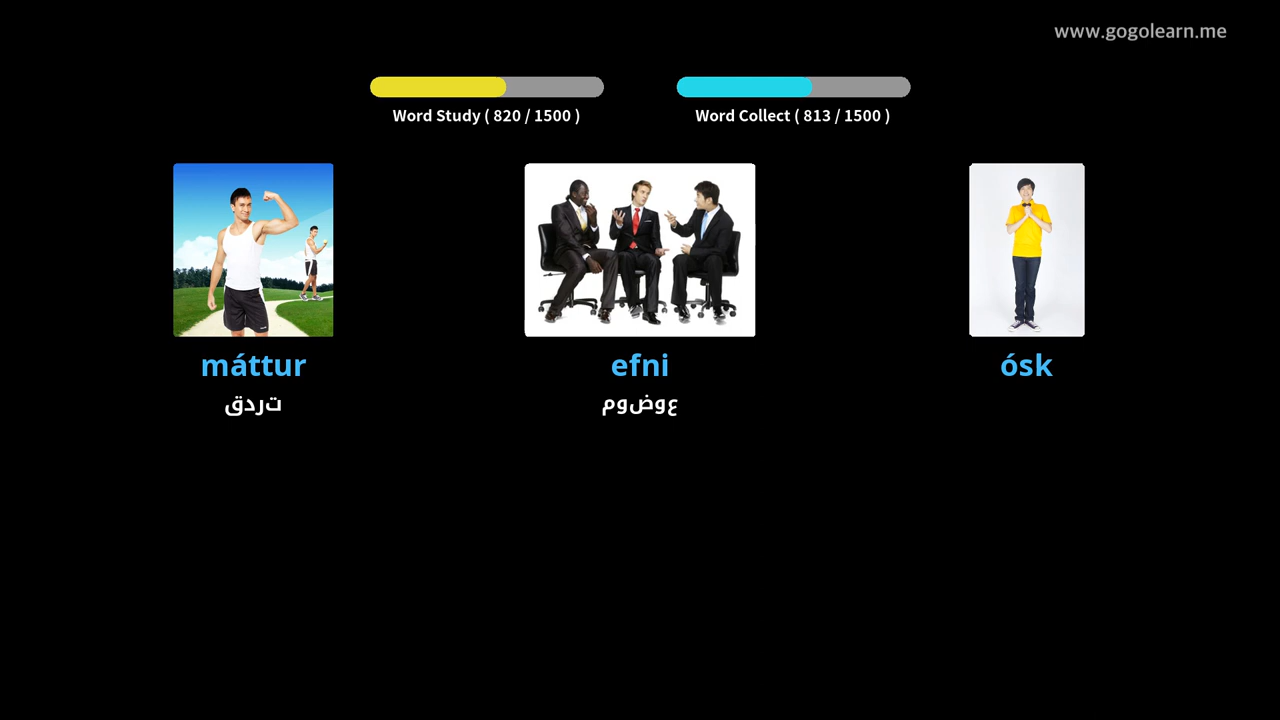 www.gogolearn.me
Word Study ( 820 / 1500 )
Word Collect ( 813 / 1500 )
máttur
efni
ósk
تردق
عوضوم